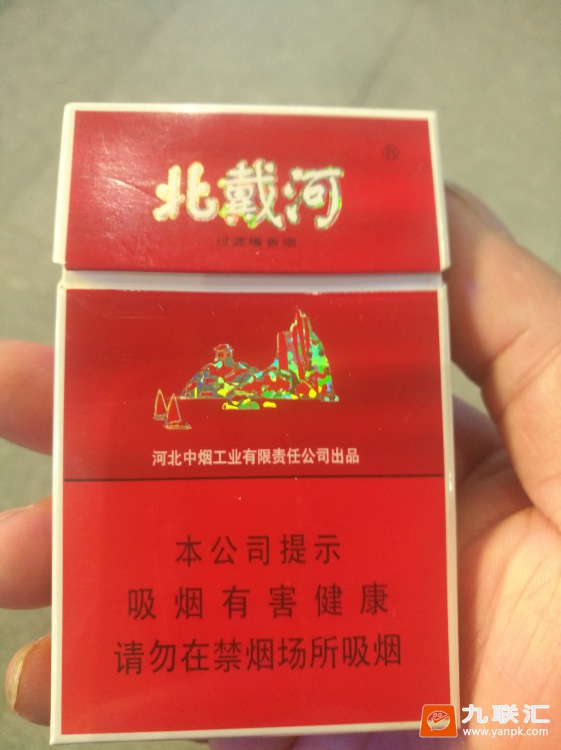 北戴河
®
过滤嘴香烟
河北中烟工业有限责任公司出品
本公司提示
吸烟有害健康
请勿在禁烟场所吸烟
九联汇
www.yanpk.com